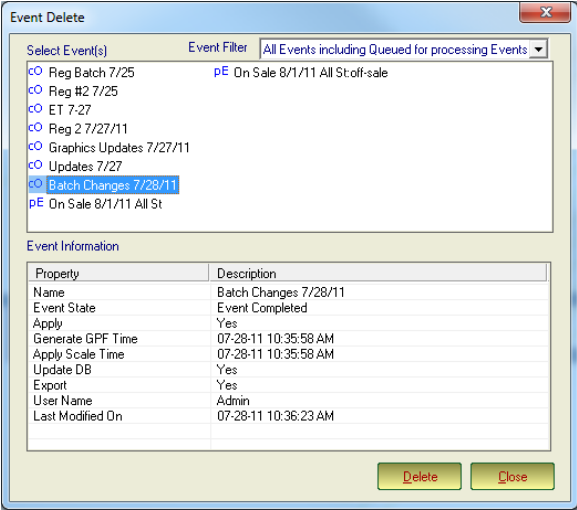 Event Delete
Select Event(s) Event Filter All Events including Queued for processing Events
cO Reg Batch 7/25 pE On Sale 8/1/11 All St:off-sale
cO Reg #2 7/25
cO ET 7-27
cO Reg 2 7/27/11
cO Graphics Updates 7/27/11
cO Updates 7/27
cO Batch Changes 7/28/11
pE On Sale 8/1/11 All St
Event Information
Property Description
Name Batch Changes 7/28/11
Event State Event Completed
Apply Yes
Generate GPF Time 07-28-11 10:35:58 AM
Apply Scale Time 07-28-11 10:35:58 AM
Update DB Yes
Export Yes
User Name Admin
Last Modified On 07-28-11 10:36:23 AM
Delete Close